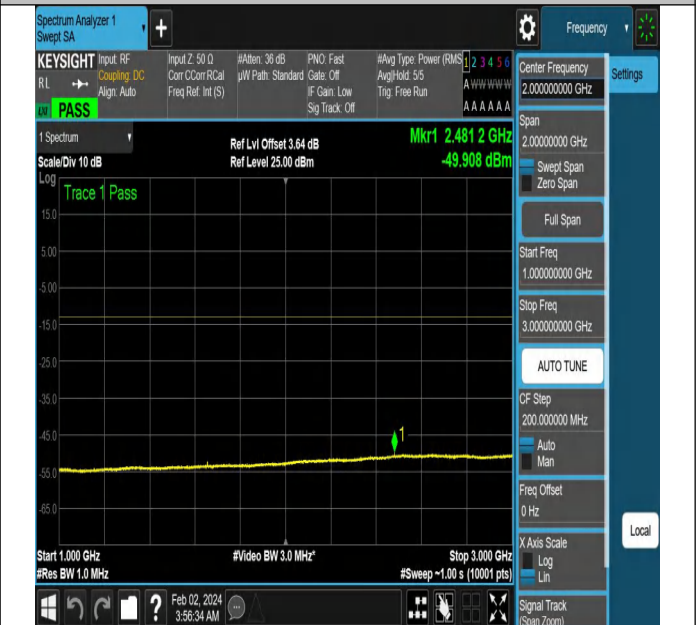 Spectrum Analyzer 1
Swept SA
Frequency
KEYSIGHT
RL
PASS
Input: RF
Coupling: DC
Align: Auto
Input Z: 50 Ω
Corr CCorr RCal
Freq Ref: Int (S)
#Atten: 36 dB
µW Path: Standard
PNO: Fast
Gate: Off
IF Gain: Low
Sig Track: Off
#Avg Type: Power (RMS
Avg|Hold: 5/5
Trig: Free Run
1 2 3 4 5 6
A W W W W W
A A A A A A
1 Spectrum
Scale/Div 10 dB
Ref Lvl Offset 3.64 dB
Ref Level 25.00 dBm
Mkr1 2.481 2 GHz
-49.908 dBm
Log
Trace 1 Pass
15.0
5.00
-5.00
-15.0
-25.0
-35.0
-45.0
-55.0
-65.0
1
Start 1.000 GHz
#Res BW 1.0 MHz
#Video BW 3.0 MHz*
Stop 3.000 GHz
#Sweep ~1.00 s (10001 pts)
Feb 02, 2024
3:56:34 AM
?
Center Frequency
2.000000000 GHz
Settings
Span
2.00000000 GHz
Swept Span
Zero Span
Full Span
Start Freq
1.000000000 GHz
Stop Freq
3.000000000 GHz
AUTO TUNE
CF Step
200.000000 MHz
Auto
Man
Freq Offset
0 Hz
X Axis Scale
Log
Lin
Local
Signal Track
(Span Zoom)